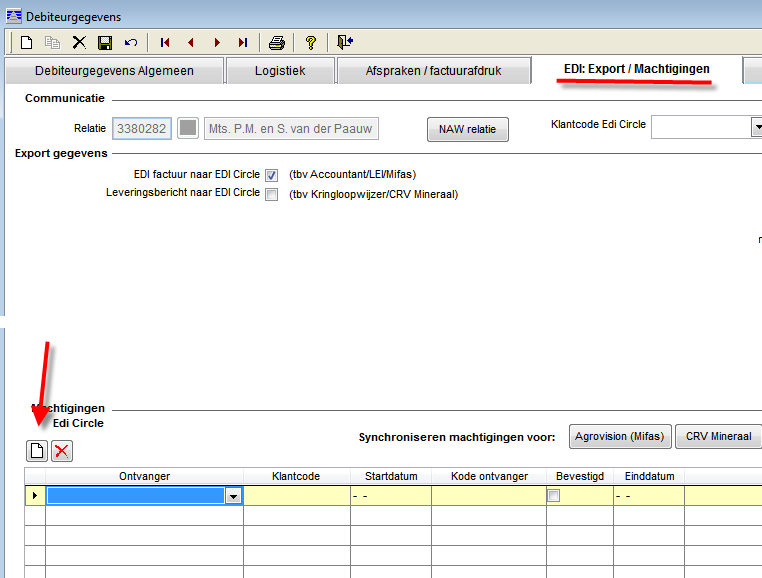 Debiteurgegevens
Debiteurgegevens Algemeen Logistiek Afspraken / factuurafdruk EDI: Export / Machtigingen
Communicatie
Relatie 3380282 Mts. P.M. en S. van der Paauw NAW relatie Klantcode Edi Circle
Export gegevens
EDI factuur naar EDI Circle (tbv Accountant/LEI/Mifas)
Leveringsbericht naar EDI Circle (tbv Kringloopwijzer/CRV Mineraal)
Machtigingen
Edi Circle
Synchroniseren machtigingen voor: Agrovision (Mifas) CRV Mineraal
Ontvanger Klantcode Startdatum Kode ontvanger Bevestigd Einddatum
- - - -